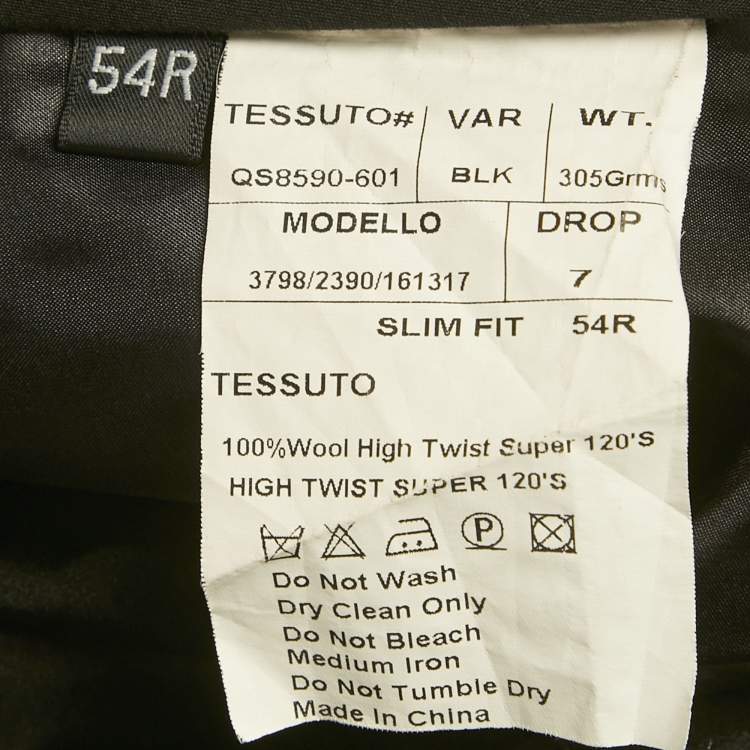 54R
TESSUTO# VAR WT.
QS8590-601 BLK 305Grms
MODELLO DROP
3798/2390/161317 7
SLIM FIT 54R
TESSUTO
100%Wool High Twist Super 120'S
HIGH TWIST SUPER 120'S
P
Do Not Wash
Dry Clean Only
Do Not Bleach
Medium Iron
Do Not Tumble Dry
Made In China